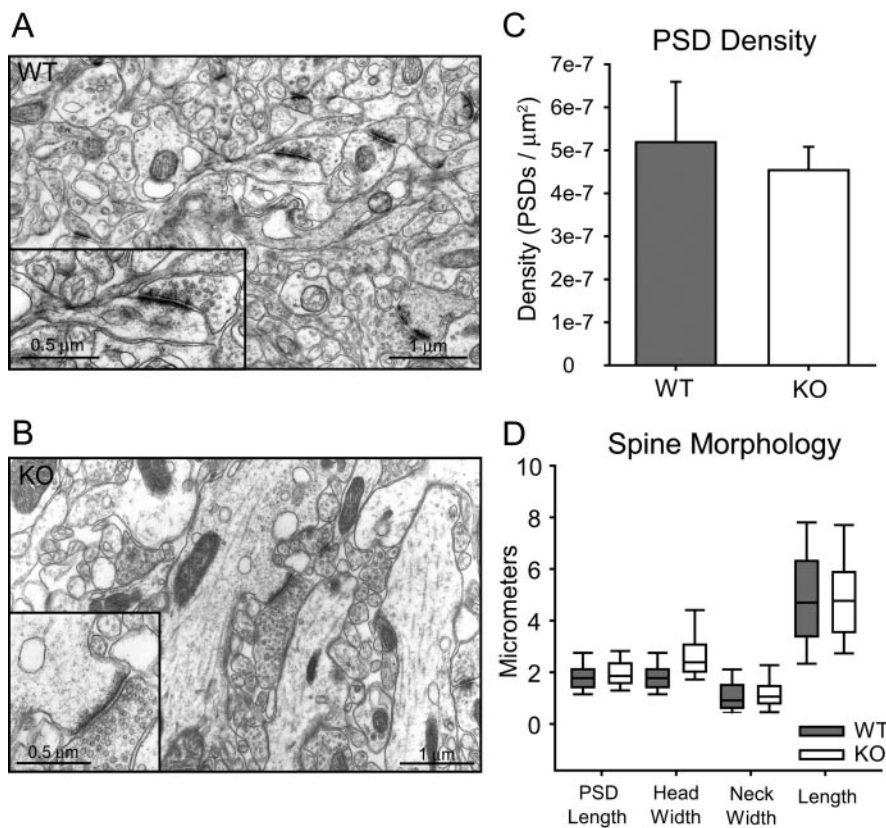 A
WT
0.5 μm
1 μm
B
KO
0.5 μm
1 μm
C
PSD Density
Density (PSDs / μm²)
7e-7
6e-7
5e-7
4e-7
3e-7
2e-7
1e-7
0
WT
KO
D
Spine Morphology
Micrometers
10
8
6
4
2
0
WT
KO
PSD
Length
Head
Width
Neck
Width
Length